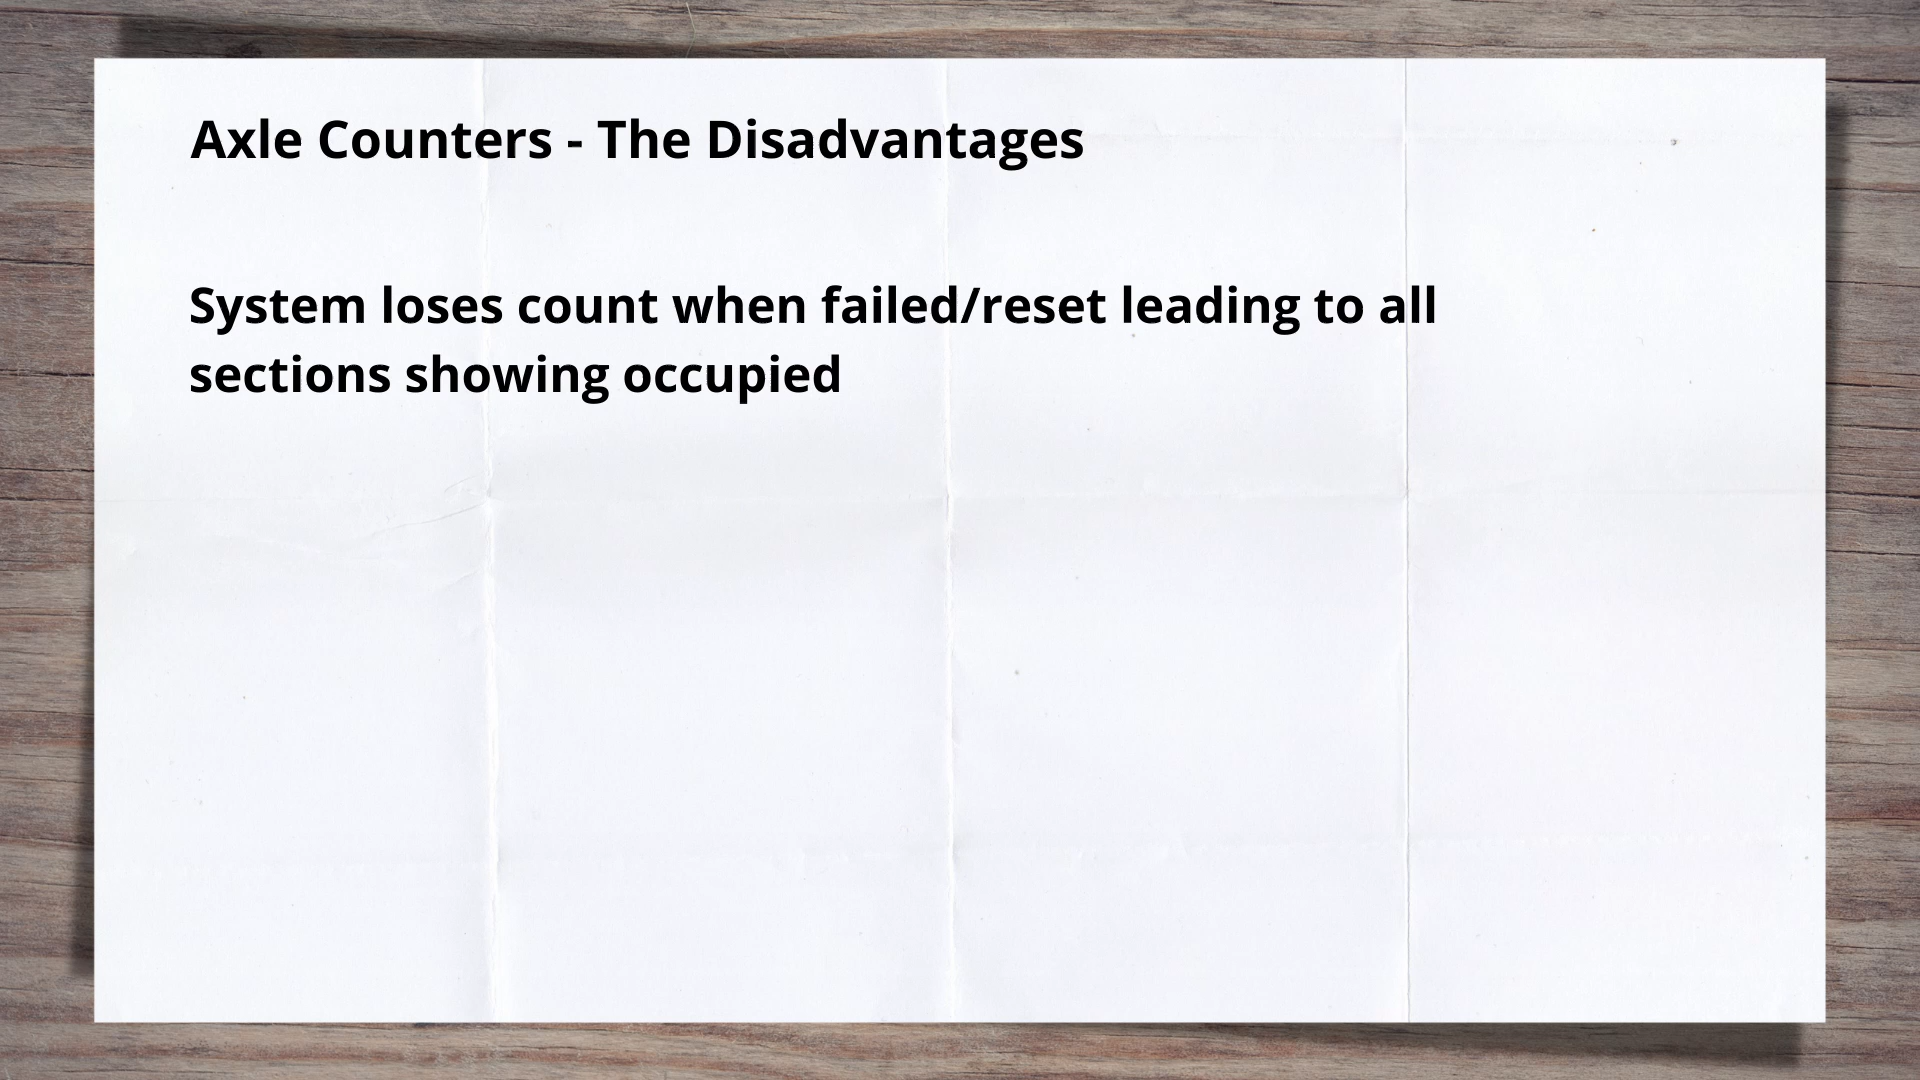 Axle Counters - The Disadvantages
System loses count when failed/reset leading to all
sections showing occupied